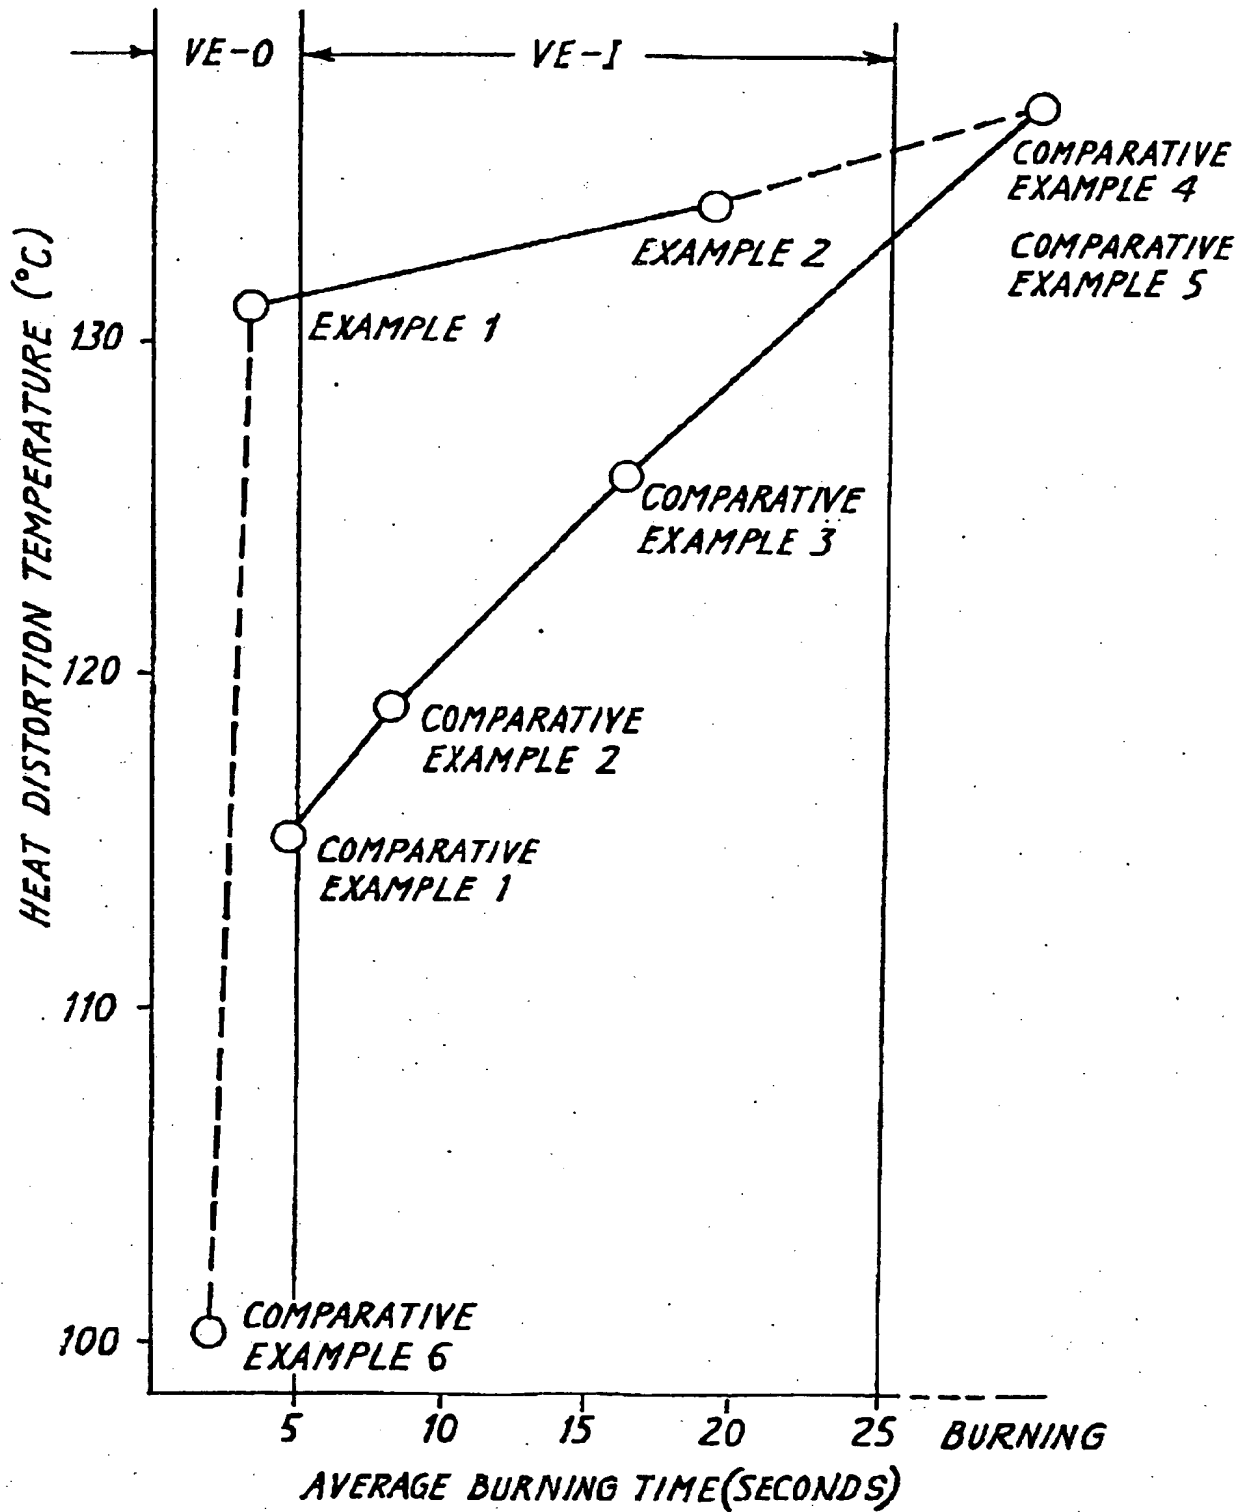 VE-0
VE-I
COMPARATIVE
EXAMPLE 4
COMPARATIVE
EXAMPLE 5
EXAMPLE 2
EXAMPLE 1
COMPARATIVE
EXAMPLE 3
COMPARATIVE
EXAMPLE 2
COMPARATIVE
EXAMPLE 1
COMPARATIVE
EXAMPLE 6
HEAT DISTORTION TEMPERATURE (°C)
130
120
110
100
5 10 15 20 25 BURNING
AVERAGE BURNING TIME(SECONDS)